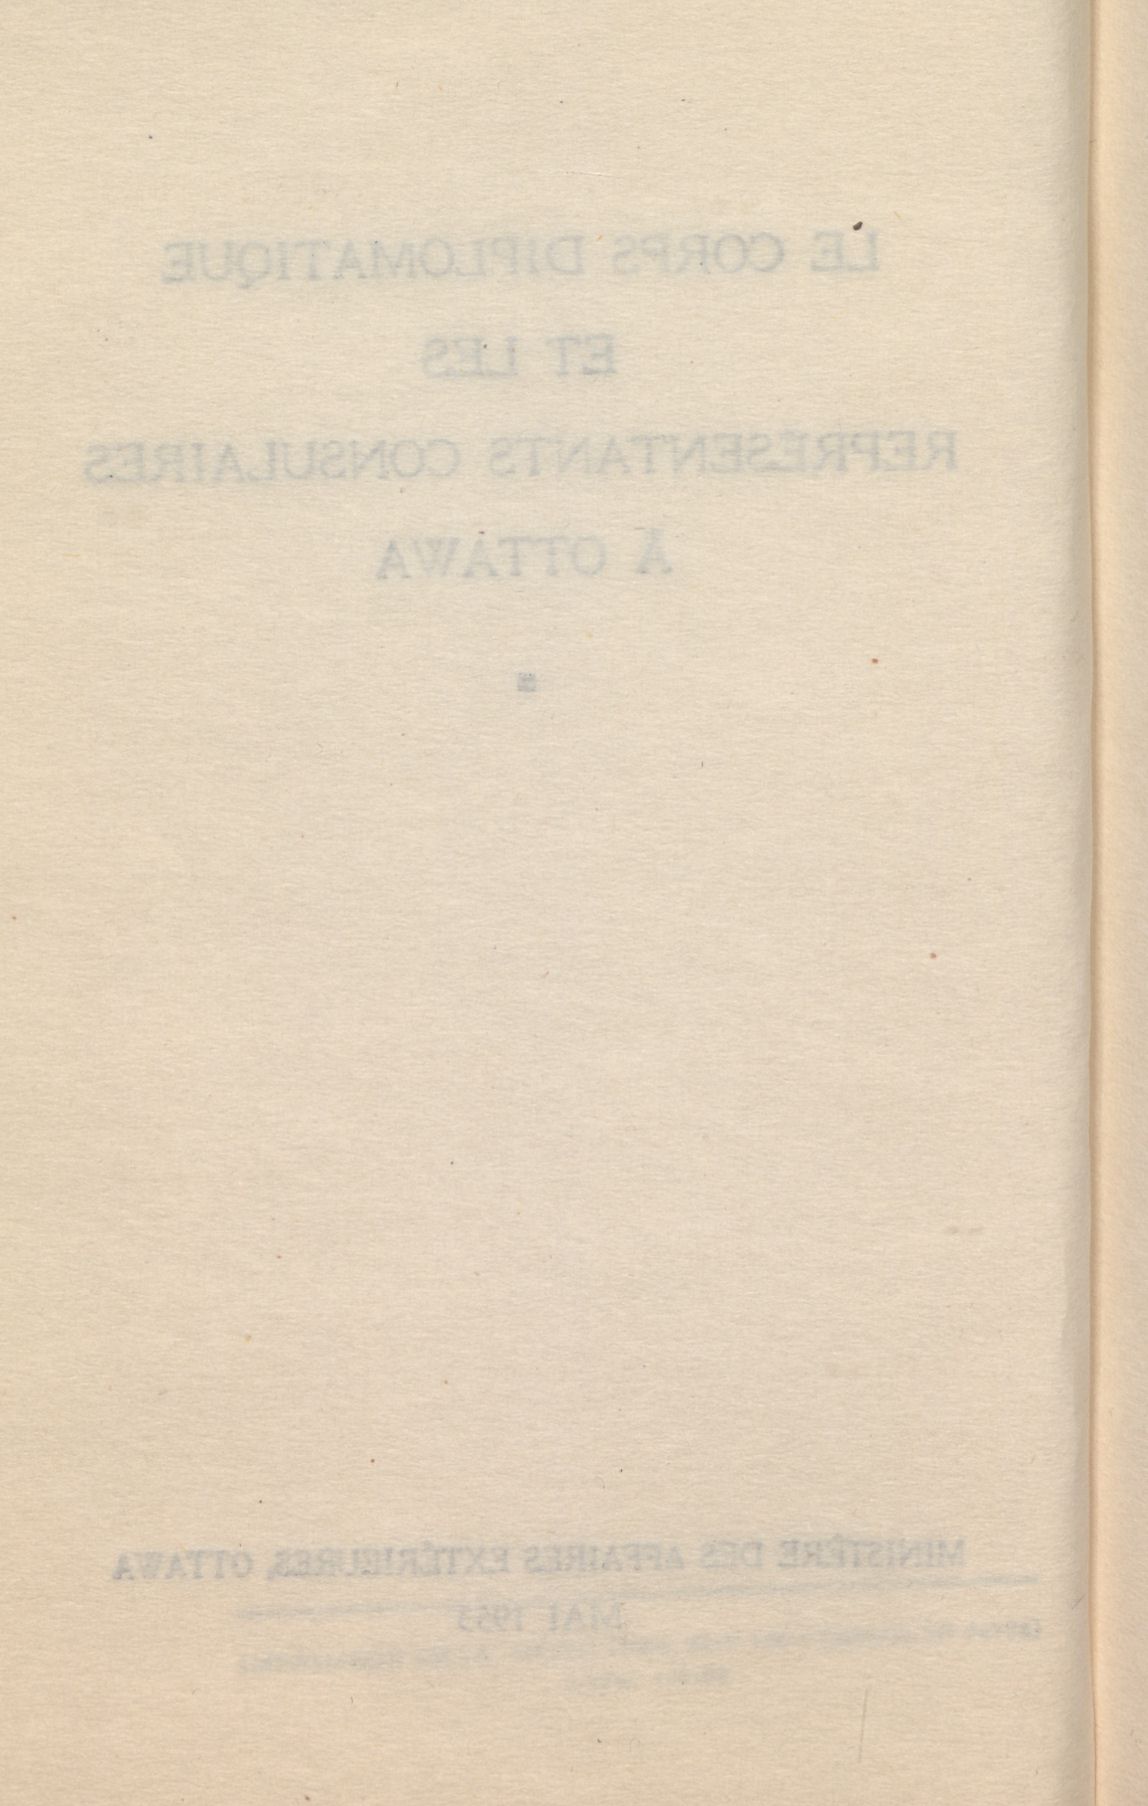 LE CORPS DIPLOMATIQUE
ET LES
REPRÉSENTANTS CONSULAIRES
À OTTAWA
MINISTÈRE DES AFFAIRES EXTÉRIEURES, OTTAWA
MAI 1953